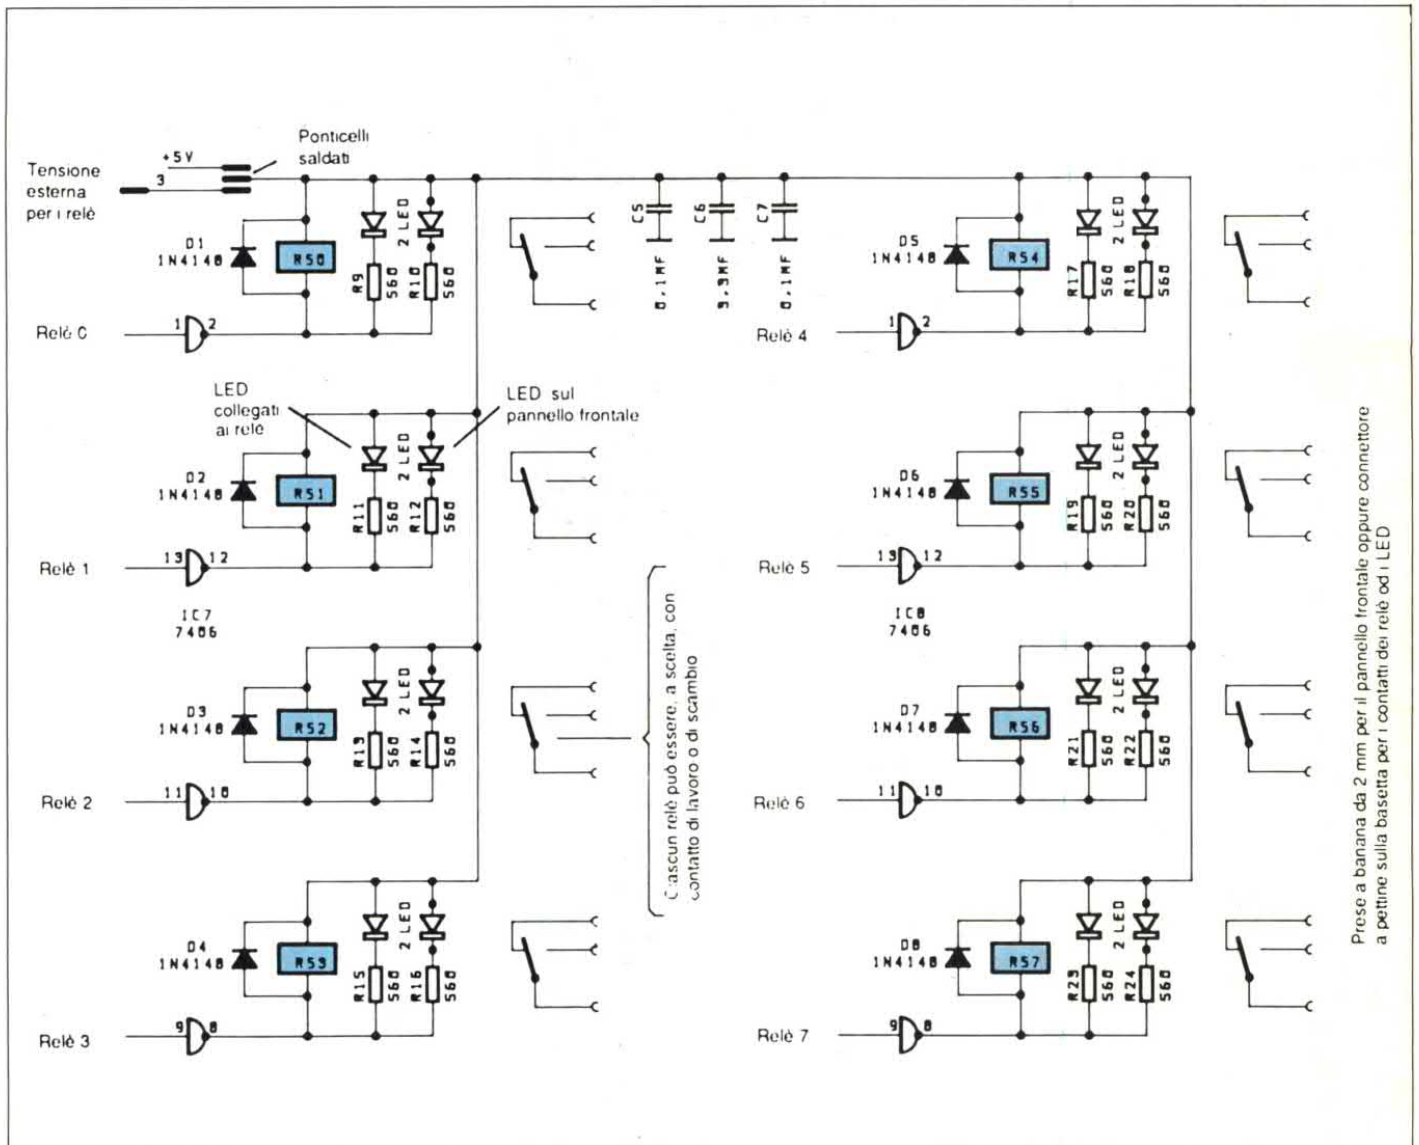 Ponticelli
saldati
+5V
3
Tensione
esterna
per i relè
D1
1N4148
RS0
R9
560
R10
560
2 LED
C5
0,1MF
C6
3,3MF
C7
0,1MF
D5
1N4148
RS4
R17
560
R18
560
2 LED
Relè 0
1
2
Relè 4
1
2
LED
collegati
ai relè
LED sul
pannello frontale
D2
1N4148
RS1
R11
560
R12
560
2 LED
D6
1N4148
RS5
R19
560
R20
560
2 LED
Relè 1
13
12
Relè 5
13
12
IC7
7406
IC8
7406
D3
1N4148
RS2
R13
560
R14
560
2 LED
Ciascun relè può essere, a scelta, con
contatto di lavoro o di scambio
D7
1N4148
RS6
R21
560
R22
560
2 LED
Relè 2
11
10
Relè 6
11
10
D4
1N4148
RS3
R15
560
R16
560
2 LED
D8
1N4148
RS7
R23
560
R24
560
2 LED
Relè 3
9
8
Relè 7
9
8
Prese a banana da 2 mm per il pannello frontale oppure connettore
a pettine sulla basetta per i contatti dei relè od i LED